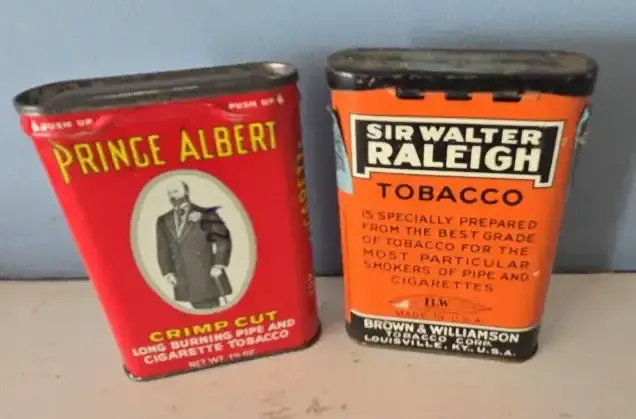 PUSH UP
PUSH UP
PRINCE ALBERT
CRIMP CUT
LONG BURNING PIPE AND
CIGARETTE TOBACCO
SIR WALTER
RALEIGH
TOBACCO
IS SPECIALLY PREPARED
FROM THE BEST GRADE
OF TOBACCO FOR THE
MOST PARTICULAR
SMOKERS OF PIPE AND
CIGARETTES
B&W
MADE IN U.S.A.
BROWN & WILLIAMSON
TOBACCO CORP.
LOUISVILLE, KY., U.S.A.